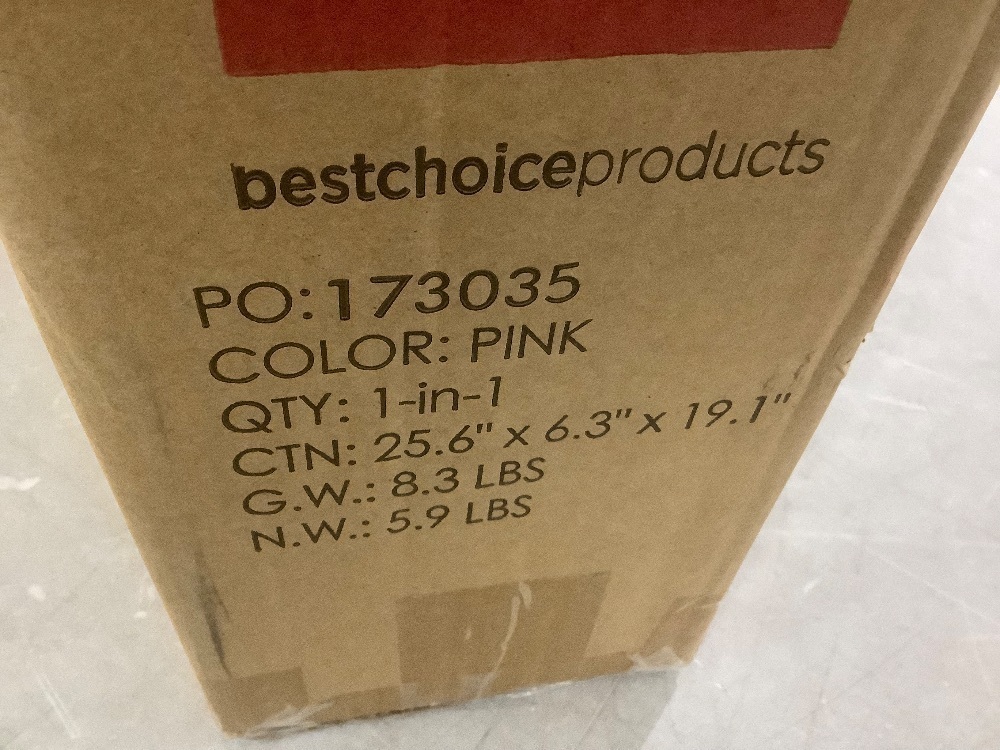 bestchoiceproducts
PO:173035
COLOR: PINK
QTY: 1-in-1
CTN: 25.6" x 6.3" x 19.1"
G.W.: 8.3 LBS
N.W.: 5.9 LBS